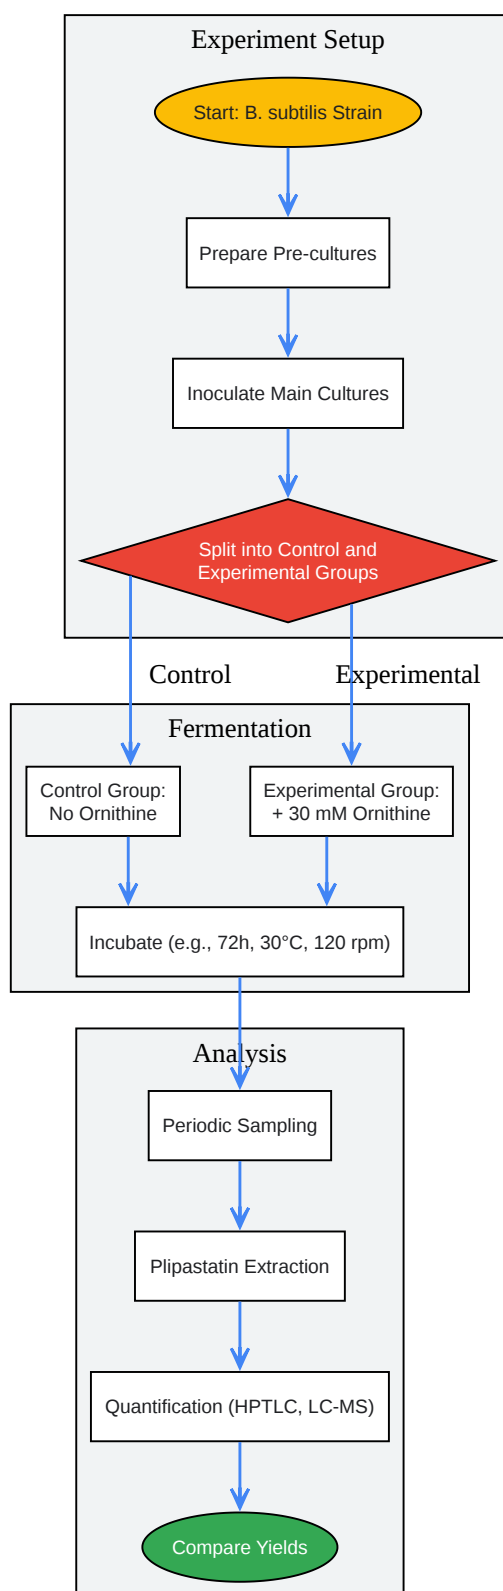 Experiment Setup
Start: B. subtilis Strain
Prepare Pre-cultures
Inoculate Main Cultures
Split into Control and
Experimental Groups
Control
Experimental
Fermentation
Control Group:
No Ornithine
Experimental Group:
+ 30 mM Ornithine
Incubate (e.g., 72h, 30°C, 120 rpm)
Analysis
Periodic Sampling
Plipastatin Extraction
Quantification (HPTLC, LC-MS)
Compare Yields